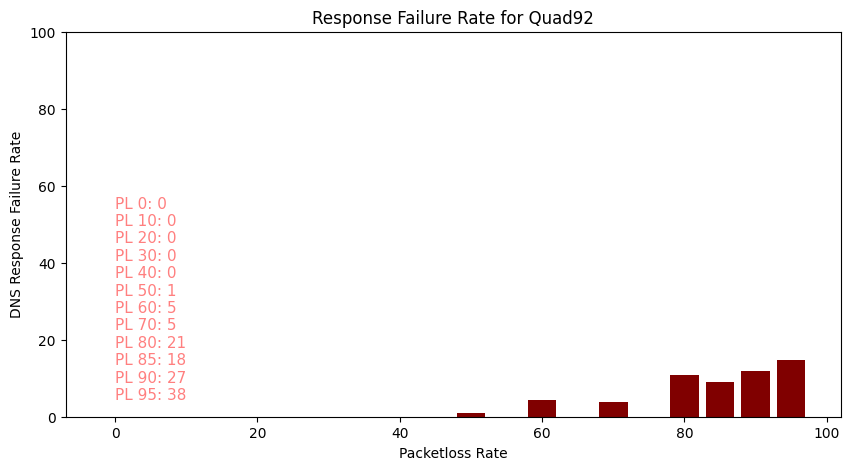 Response Failure Rate for Quad92
DNS Response Failure Rate
100
80
60
40
20
0
PL 0: 0
PL 10: 0
PL 20: 0
PL 30: 0
PL 40: 0
PL 50: 1
PL 60: 5
PL 70: 5
PL 80: 21
PL 85: 18
PL 90: 27
PL 95: 38
0 20 40 60 80 100
Packetloss Rate